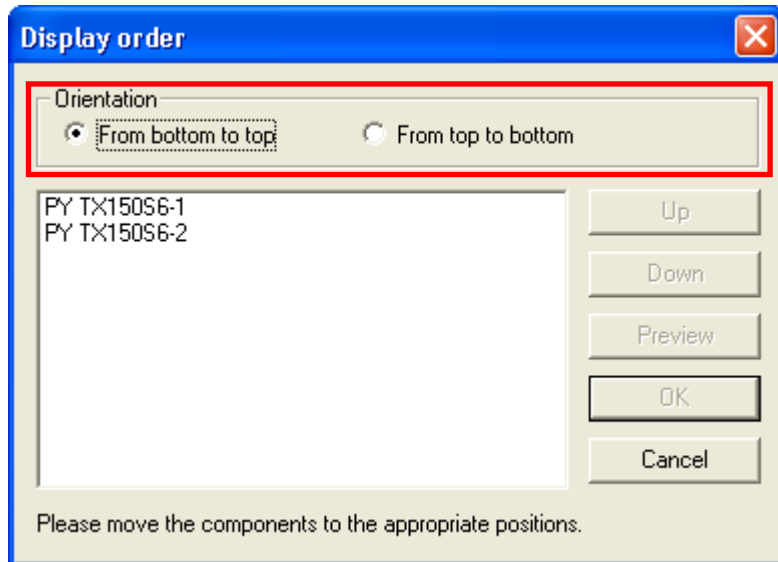 Display order
Orientation
From bottom to top From top to bottom
PY TX150S6-1
PY TX150S6-2
Up
Down
Preview
OK
Cancel
Please move the components to the appropriate positions.